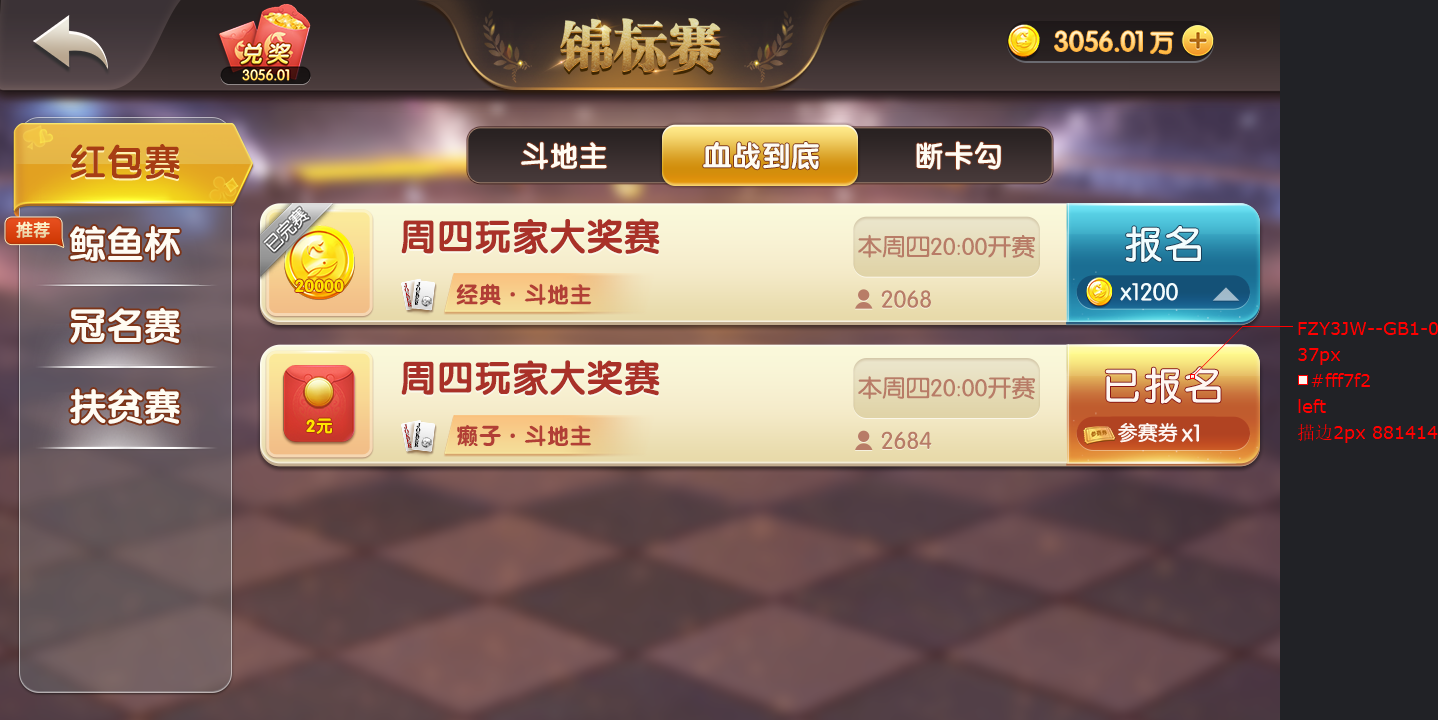 兑奖
3056.01
锦标赛
3056.01万
红包赛
推荐
鲸鱼杯
冠名赛
扶贫赛
斗地主
血战到底
断卡勾
已完赛
20000
周四玩家大奖赛
经典·斗地主
本周四20:00开赛
2068
报名
x1200
2元
周四玩家大奖赛
癞子·斗地主
本周四20:00开赛
2684
已报名
参赛券 x1
FZY3JW--GB1-0
37px
#fff7f2
left
描边2px 881414